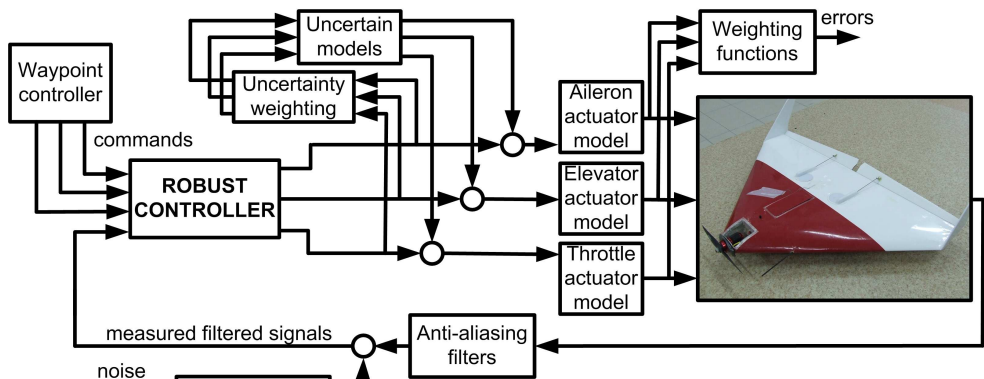 Uncertain
models
Weighting
functions
errors
Waypoint
controller
Uncertainty
weighting
Aileron
actuator
model
commands
ROBUST
CONTROLLER
Elevator
actuator
model
Throttle
actuator
model
measured filtered signals
Anti-aliasing
filters
noise